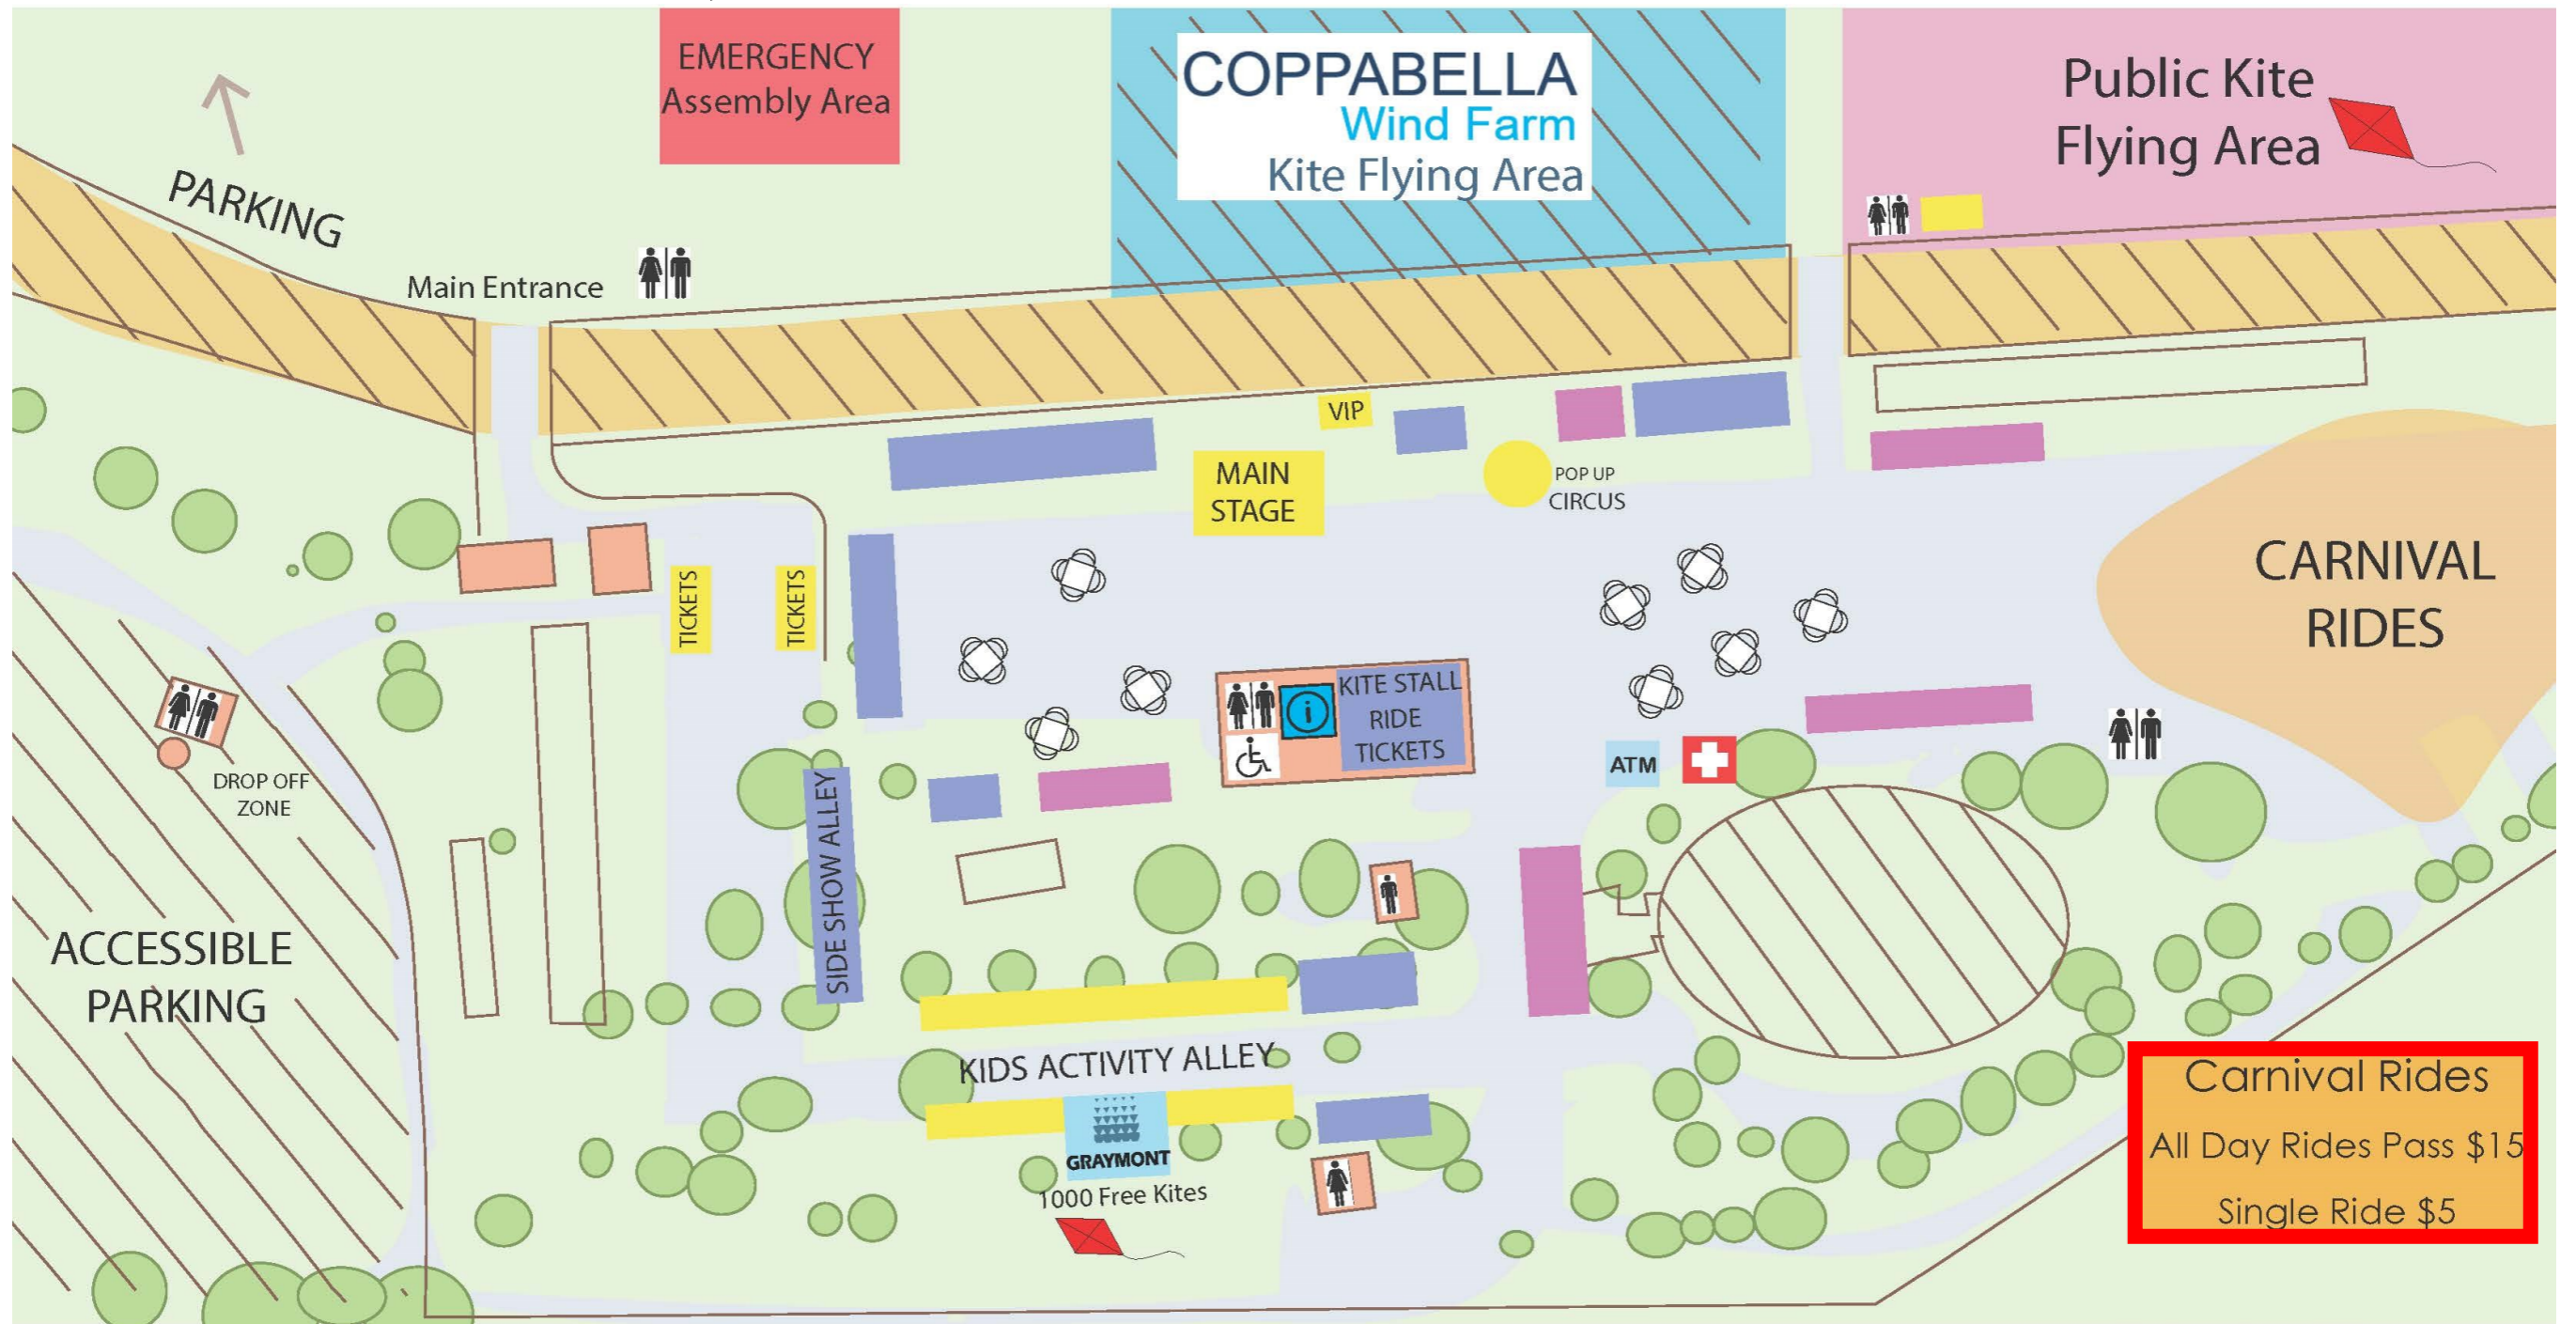 EMERGENCY
Assembly Area
COPPABELLA
Wind Farm
Kite Flying Area
Public Kite
Flying Area
PARKING
Main Entrance
VIP
MAIN
STAGE
POP UP
CIRCUS
CARNIVAL
RIDES
TICKETS
TICKETS
KITE STALL
RIDE
TICKETS
i
ATM
DROP OFF
ZONE
SIDE SHOW ALLEY
ACCESSIBLE
PARKING
KIDS ACTIVITY ALLEY
GRAYMONT
1000 Free Kites
Carnival Rides
All Day Rides Pass $15
Single Ride $5